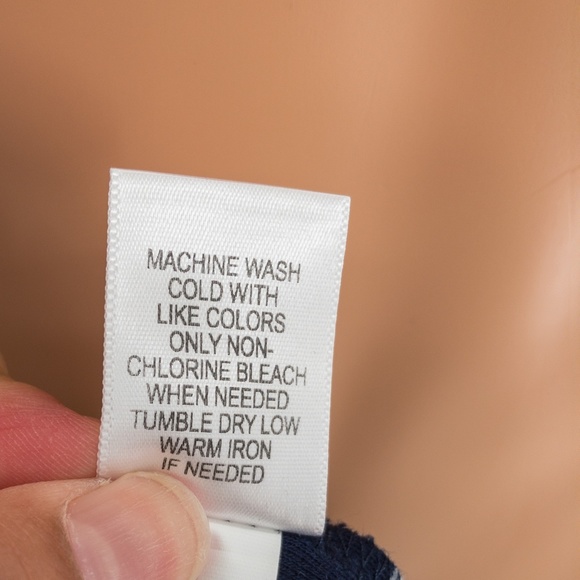 MACHINE WASH
COLD WITH
LIKE COLORS
ONLY NON-
CHLORINE BLEACH
WHEN NEEDED
TUMBLE DRY LOW
WARM IRON
IF NEEDED